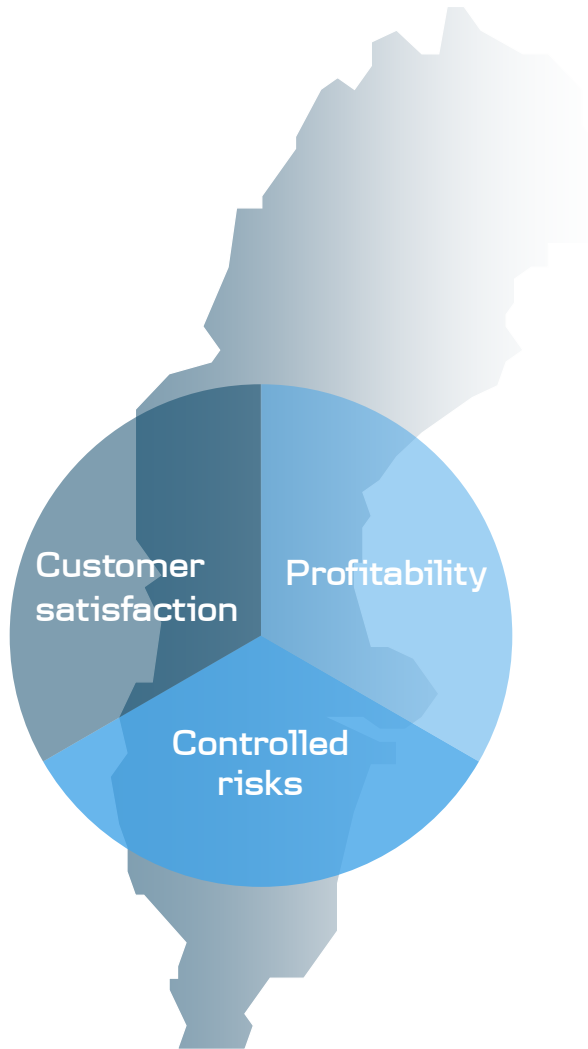 Customer
satisfaction
Profitability
Controlled
risks